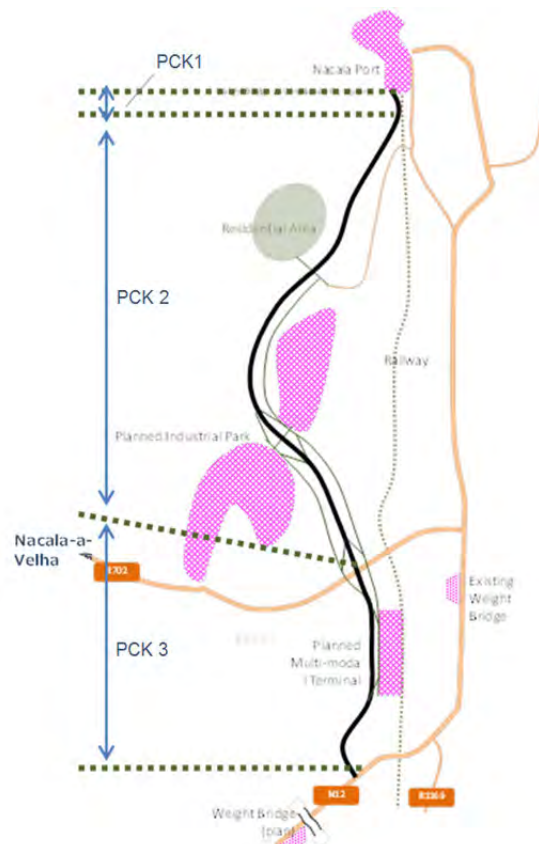 PCK1
Nacala Port
Residential Area
PCK 2
Railway
Planned Industrial Park
Nacala-a-
Velha
R702
Existing
Weight
Bridge
PCK 3
Planned
Multi-moda
l Terminal
N12
Weight Bridge
(plan)